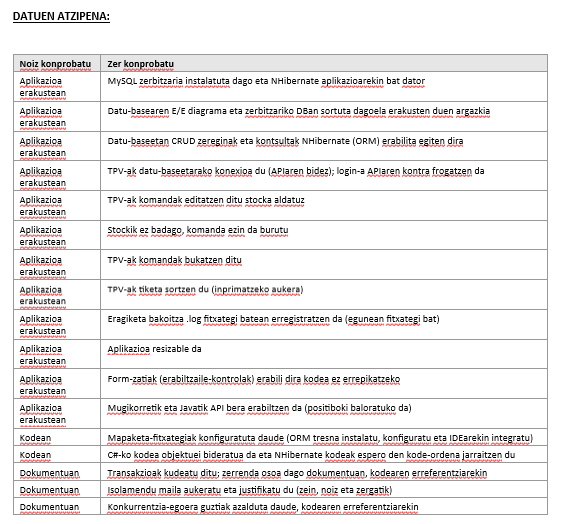 DATUEN ATZIPENA:
Noiz konprobatu Zer konprobatu
Aplikazioa MySQL zerbitzaria instalatuta dago eta NHibernate aplikazioarekin bat dator
erakustean
Aplikazioa Datu-basearen E/E diagrama eta zerbitzariko DBan sortuta dagoela erakusten duen argazkia
erakustean
Aplikazioa Datu-baseetan CRUD zereginak eta kontsultak NHibernate (ORM) erabilita egiten dira
erakustean
Aplikazioa TPV-ak datu-baseetarako konexioa du (APIaren bidez); login-a APIaren kontra frogatzen da
erakustean
Aplikazioa TPV-ak komandak editatzen ditu stocka aldatuz
erakustean
Aplikazioa Stockik ez badago, komanda ezin da burutu
erakustean
Aplikazioa TPV-ak komandak bukatzen ditu
erakustean
Aplikazioa TPV-ak tiketa sortzen du (inprimatzeko aukera)
erakustean
Aplikazioa Eragiketa bakoitza .log fitxategi batean erregistratzen da (egunean fitxategi bat)
erakustean
Aplikazioa Aplikazioa resizable da
erakustean
Aplikazioa Form-zatiak (erabiltzaile-kontrolak) erabili dira kodea ez errepikatzeko
erakustean
Aplikazioa Mugikorretik eta Javatik API bera erabiltzen da (positiboki baloratuko da)
erakustean
Kodean Mapaketa-fitxategiak konfiguratuta daude (ORM tresna instalatu, konfiguratu eta IDEarekin integratu)
Kodean C#-ko kodea objektuei bideratua da eta NHibernate kodeak espero den kode-ordena jarraitzen du
Dokumentuan Transakzioak kudeatu ditu; zerrenda osoa dago dokumentuan, kodearen erreferentziarekin
Dokumentuan Isolamendu maila aukeratu eta justifikatu du (zein, noiz eta zergatik)
Dokumentuan Konkurrentzia-egoera guztiak azalduta daude, kodearen erreferentziarekin